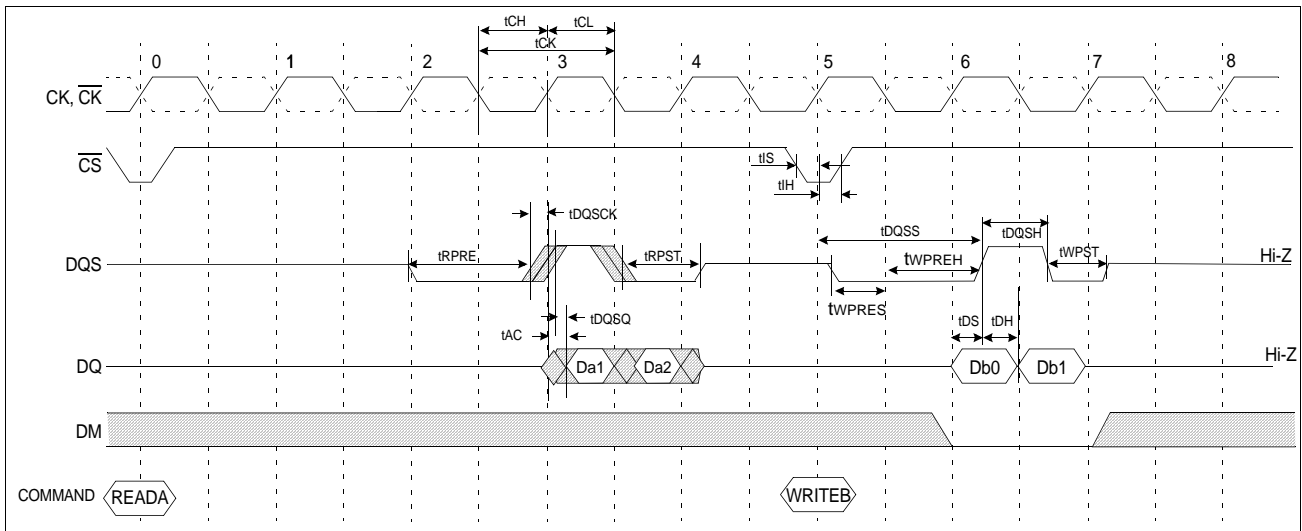 tCH tCL
tCK
0 1 2 3 4 5 6 7 8
CK, CK
CS
tIS
tIH
tDQSCK
tDQSS tDQSH
DQS tRPRE tRPST tWPREH tWPST Hi-Z
tWPRES
tDQSQ
tAC
tDS tDH
DQ Da1 Da2 Db0 Db1 Hi-Z
DM
COMMAND READA WRITEB